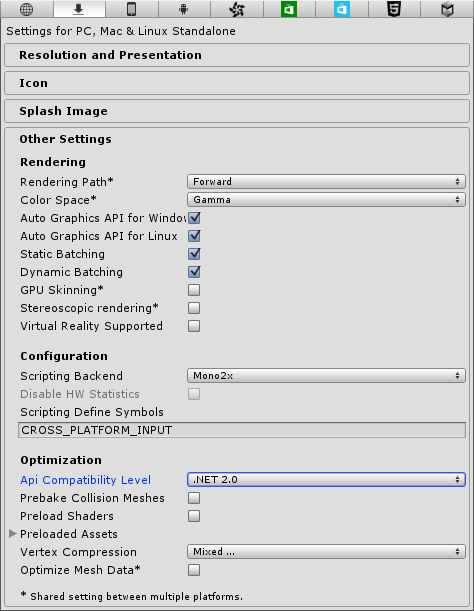 Settings for PC, Mac & Linux Standalone
Resolution and Presentation
Icon
Splash Image
Other Settings
Rendering
Rendering Path* Forward
Color Space* Gamma
Auto Graphics API for Window
Auto Graphics API for Linux
Static Batching
Dynamic Batching
GPU Skinning*
Stereoscopic rendering*
Virtual Reality Supported
Configuration
Scripting Backend Mono2x
Disable HW Statistics
Scripting Define Symbols
CROSS_PLATFORM_INPUT
Optimization
Api Compatibility Level .NET 2.0
Prebake Collision Meshes
Preload Shaders
Preloaded Assets
Vertex Compression Mixed ...
Optimize Mesh Data*
* Shared setting between multiple platforms.